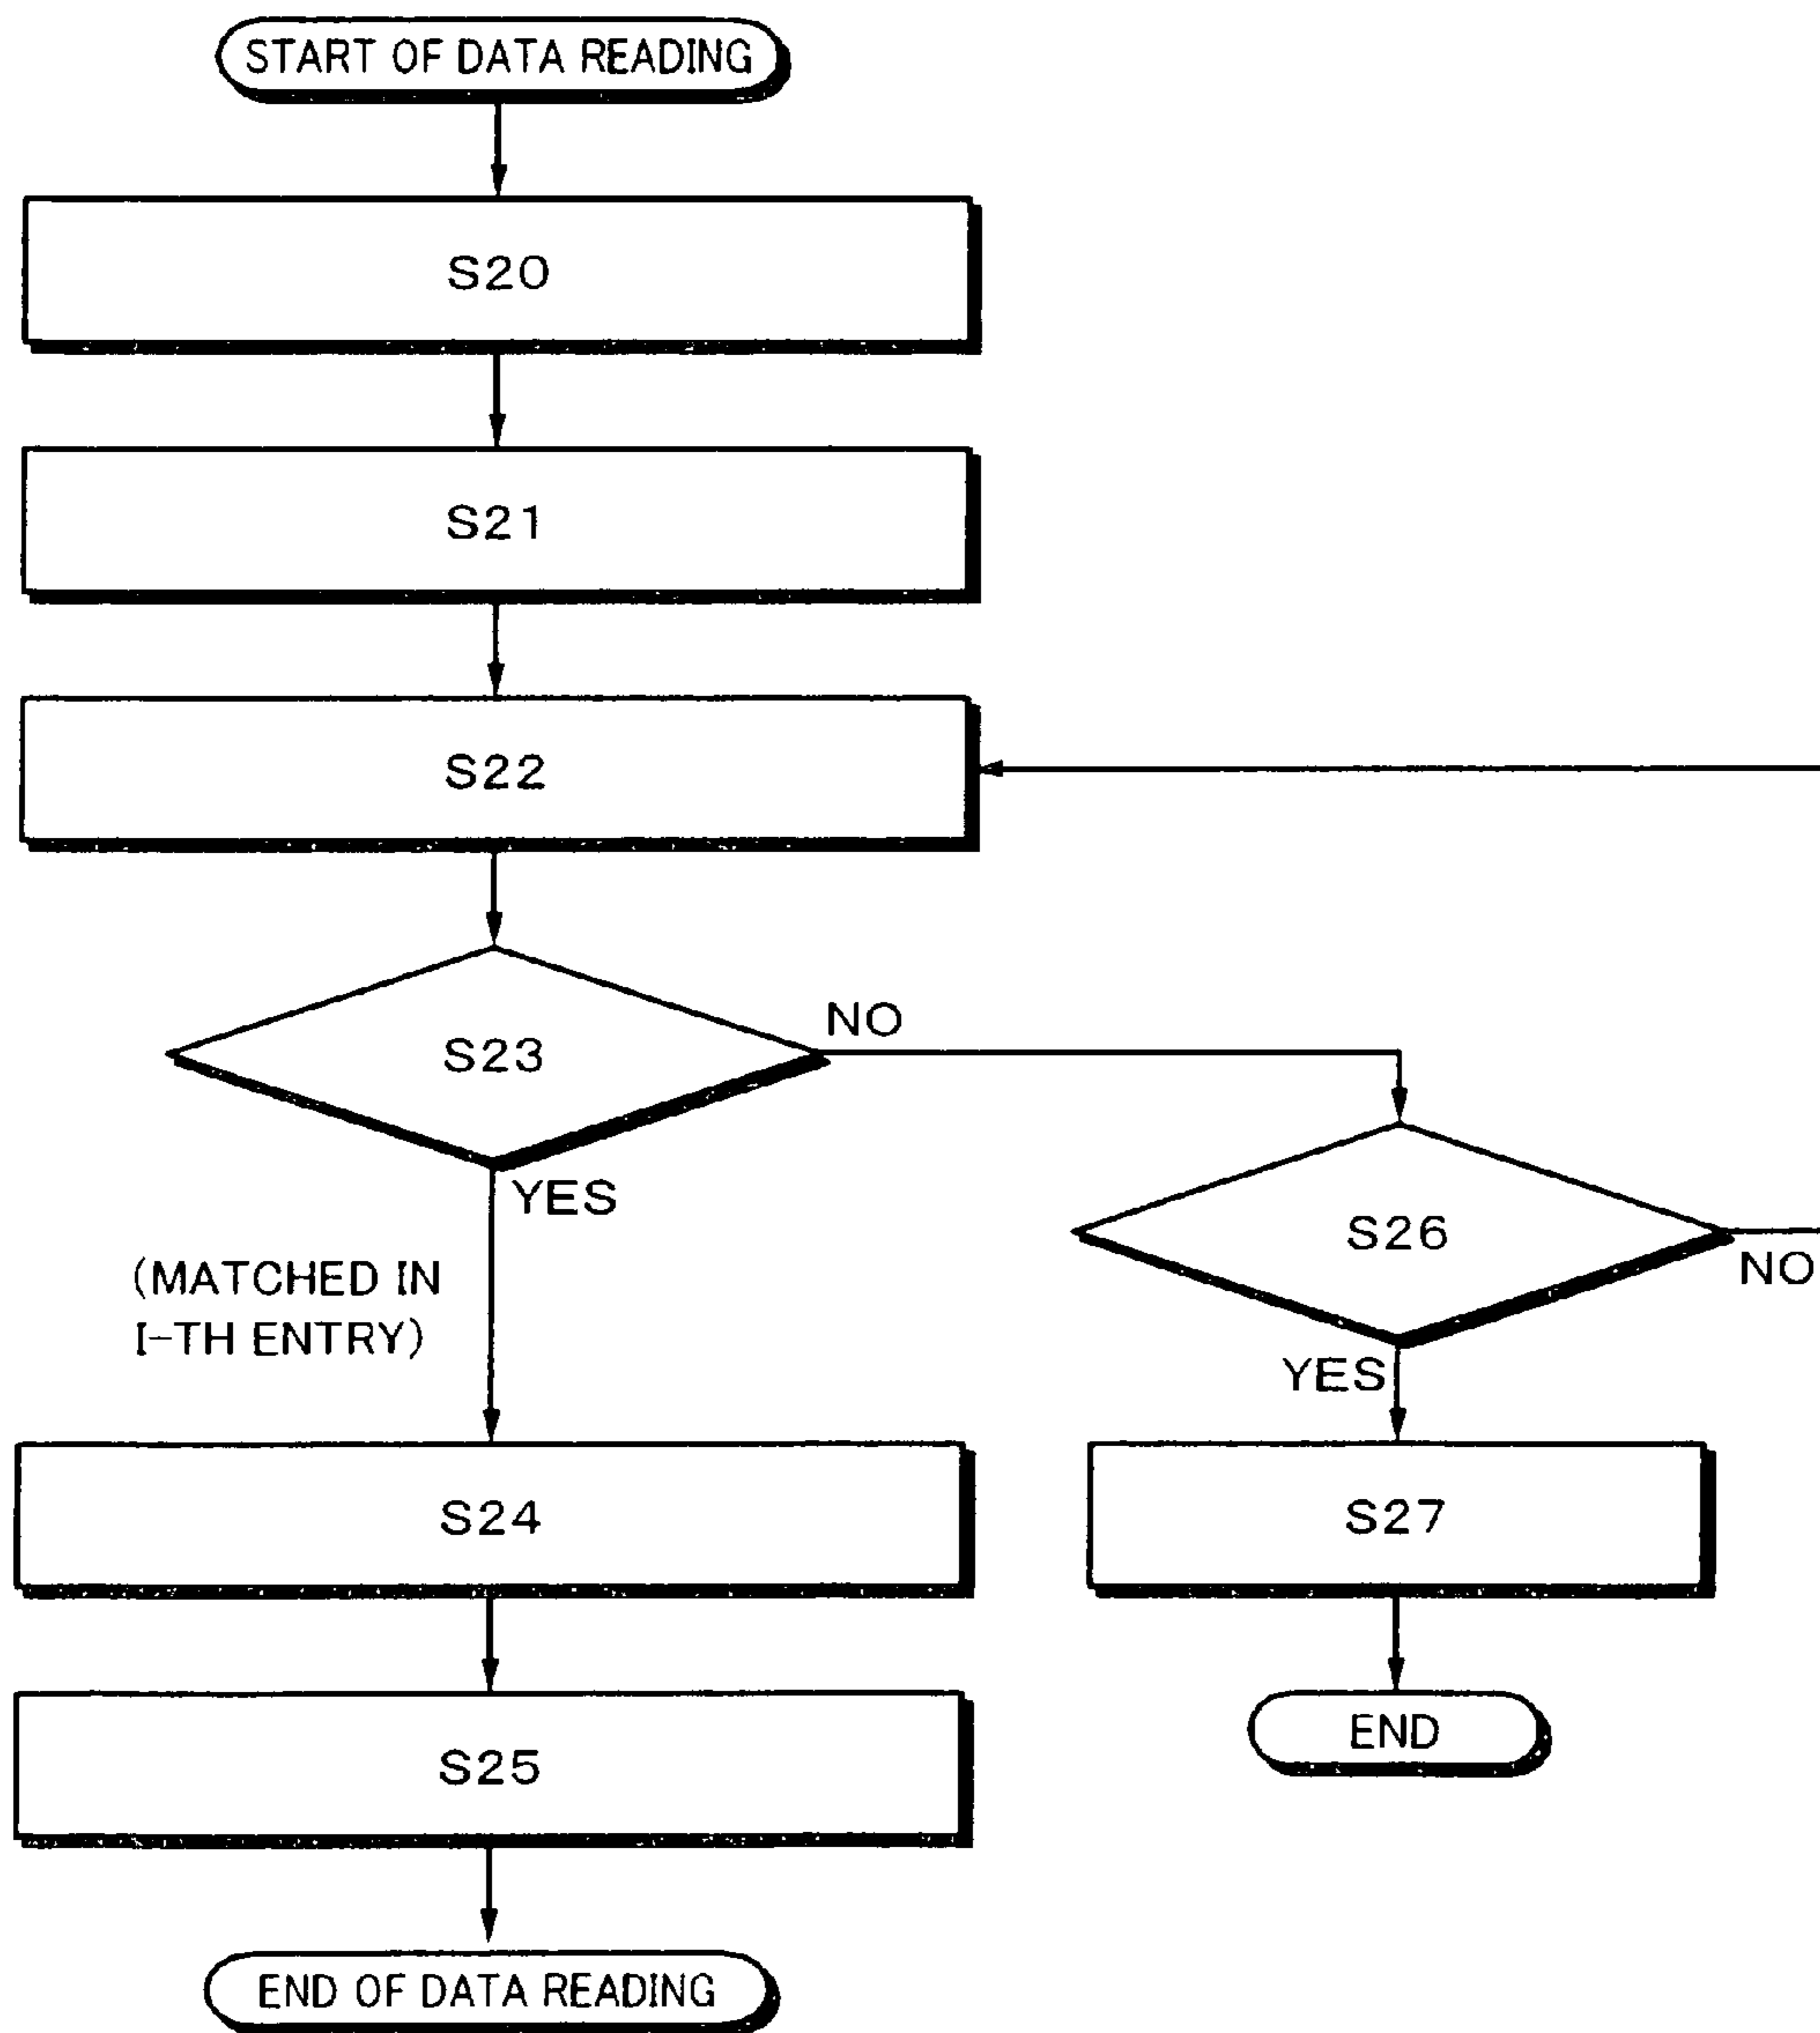 START OF DATA READING
S20
S21
S22
S23
NO
YES
(MATCHED IN
I-TH ENTRY)
S26
NO
YES
S24
S27
S25
END
END OF DATA READING